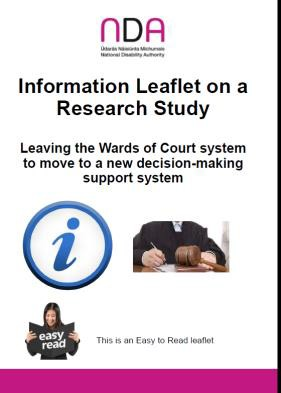 NDA
Údarás Náisiúnta Míchumais
National Disability Authority
Information Leaflet on a
Research Study
Leaving the Wards of Court system
to move to a new decision-making
support system
i
easy
read
This is an Easy to Read leaflet